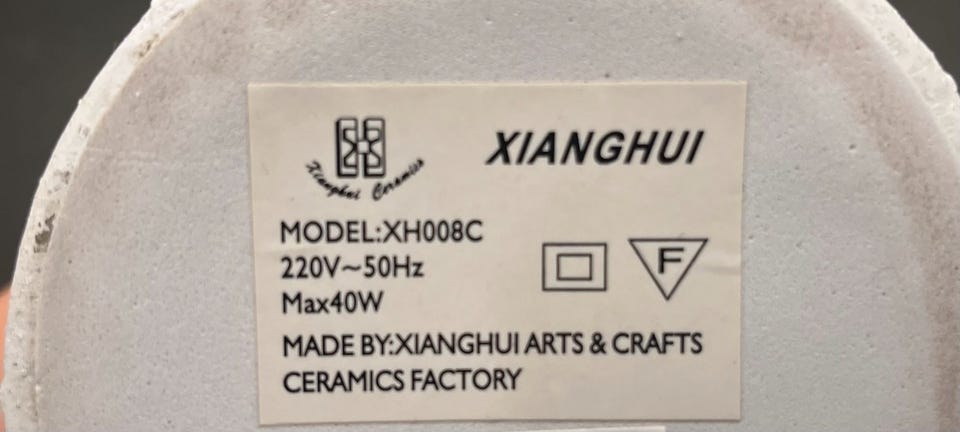 Xianghui Ceramics
XIANGHUI
MODEL:XH008C
220V~50Hz
Max40W
F
MADE BY:XIANGHUI ARTS & CRAFTS
CERAMICS FACTORY